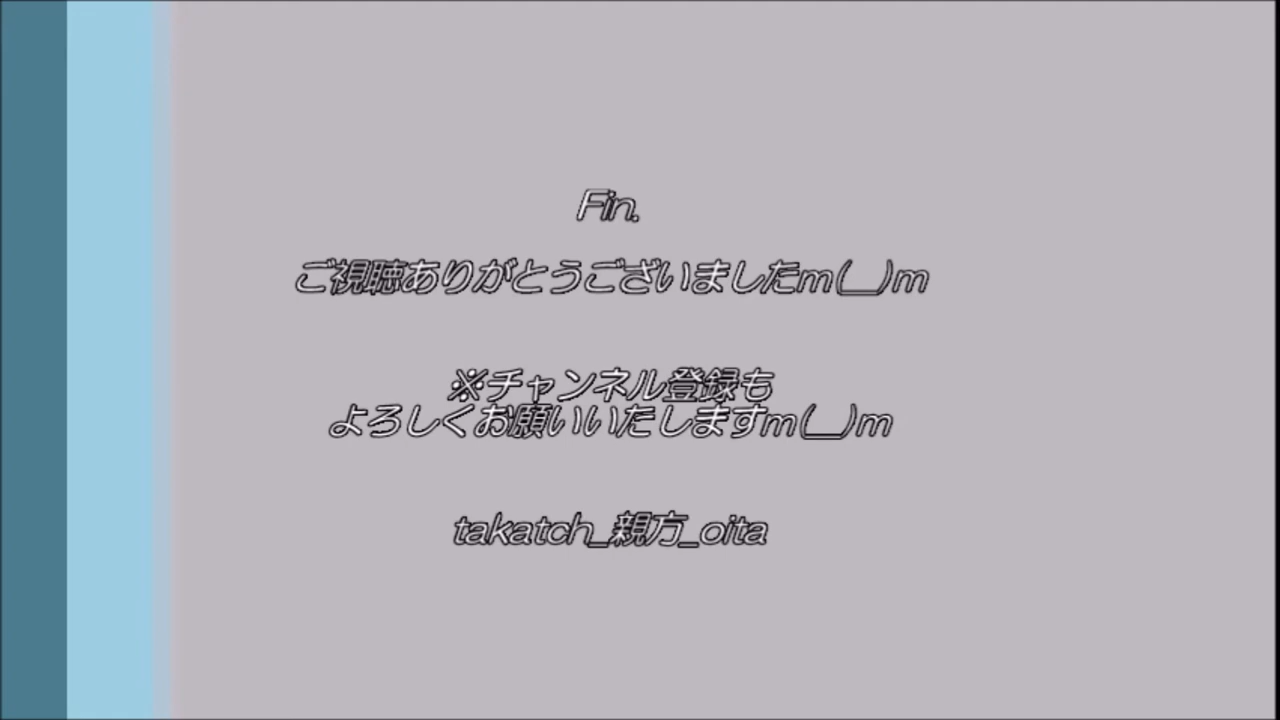 Fin.
ご視聴ありがとうございましたm(__)m
※チャンネル登録も
よろしくお願いいたしますm(__)m
takatch_親方_oita